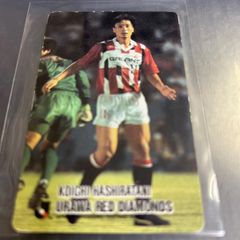 KOICHI HASHIRATANI
URAWA RED DIAMONDS